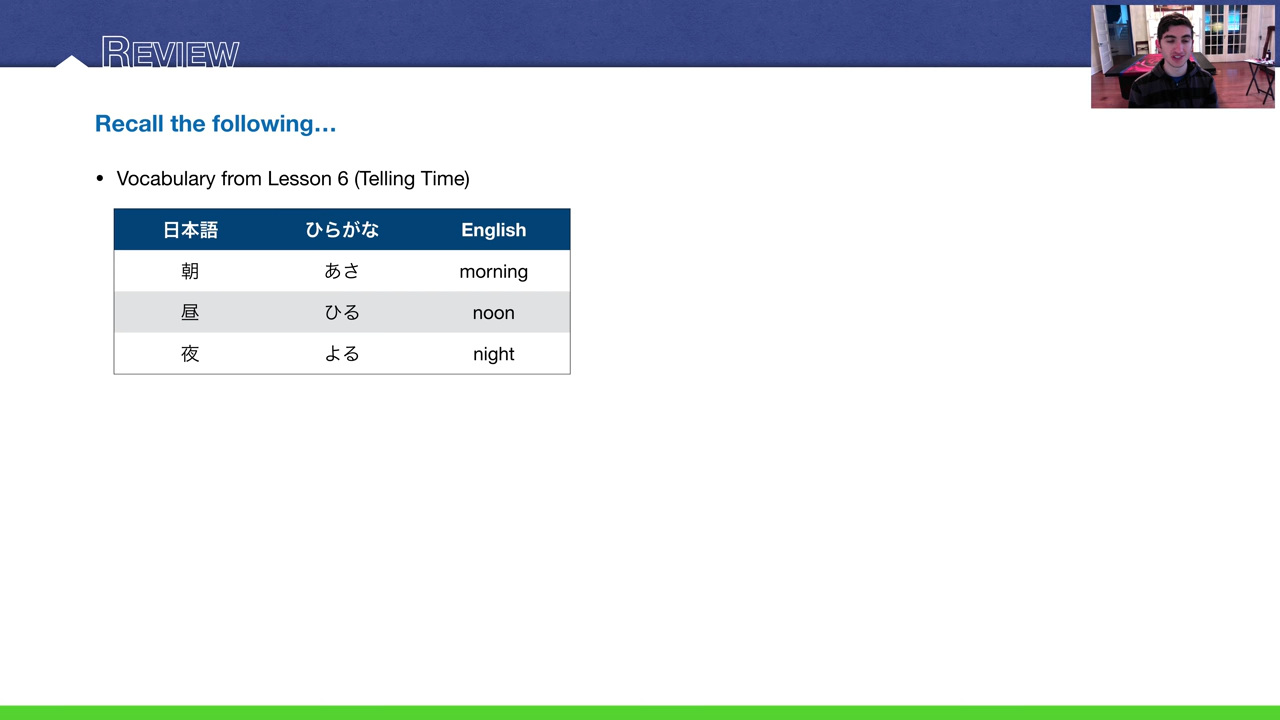 REVIEW
Recall the following…
• Vocabulary from Lesson 6 (Telling Time)
日本語 ひらがな English
朝 あさ morning
昼 ひる noon
夜 よる night